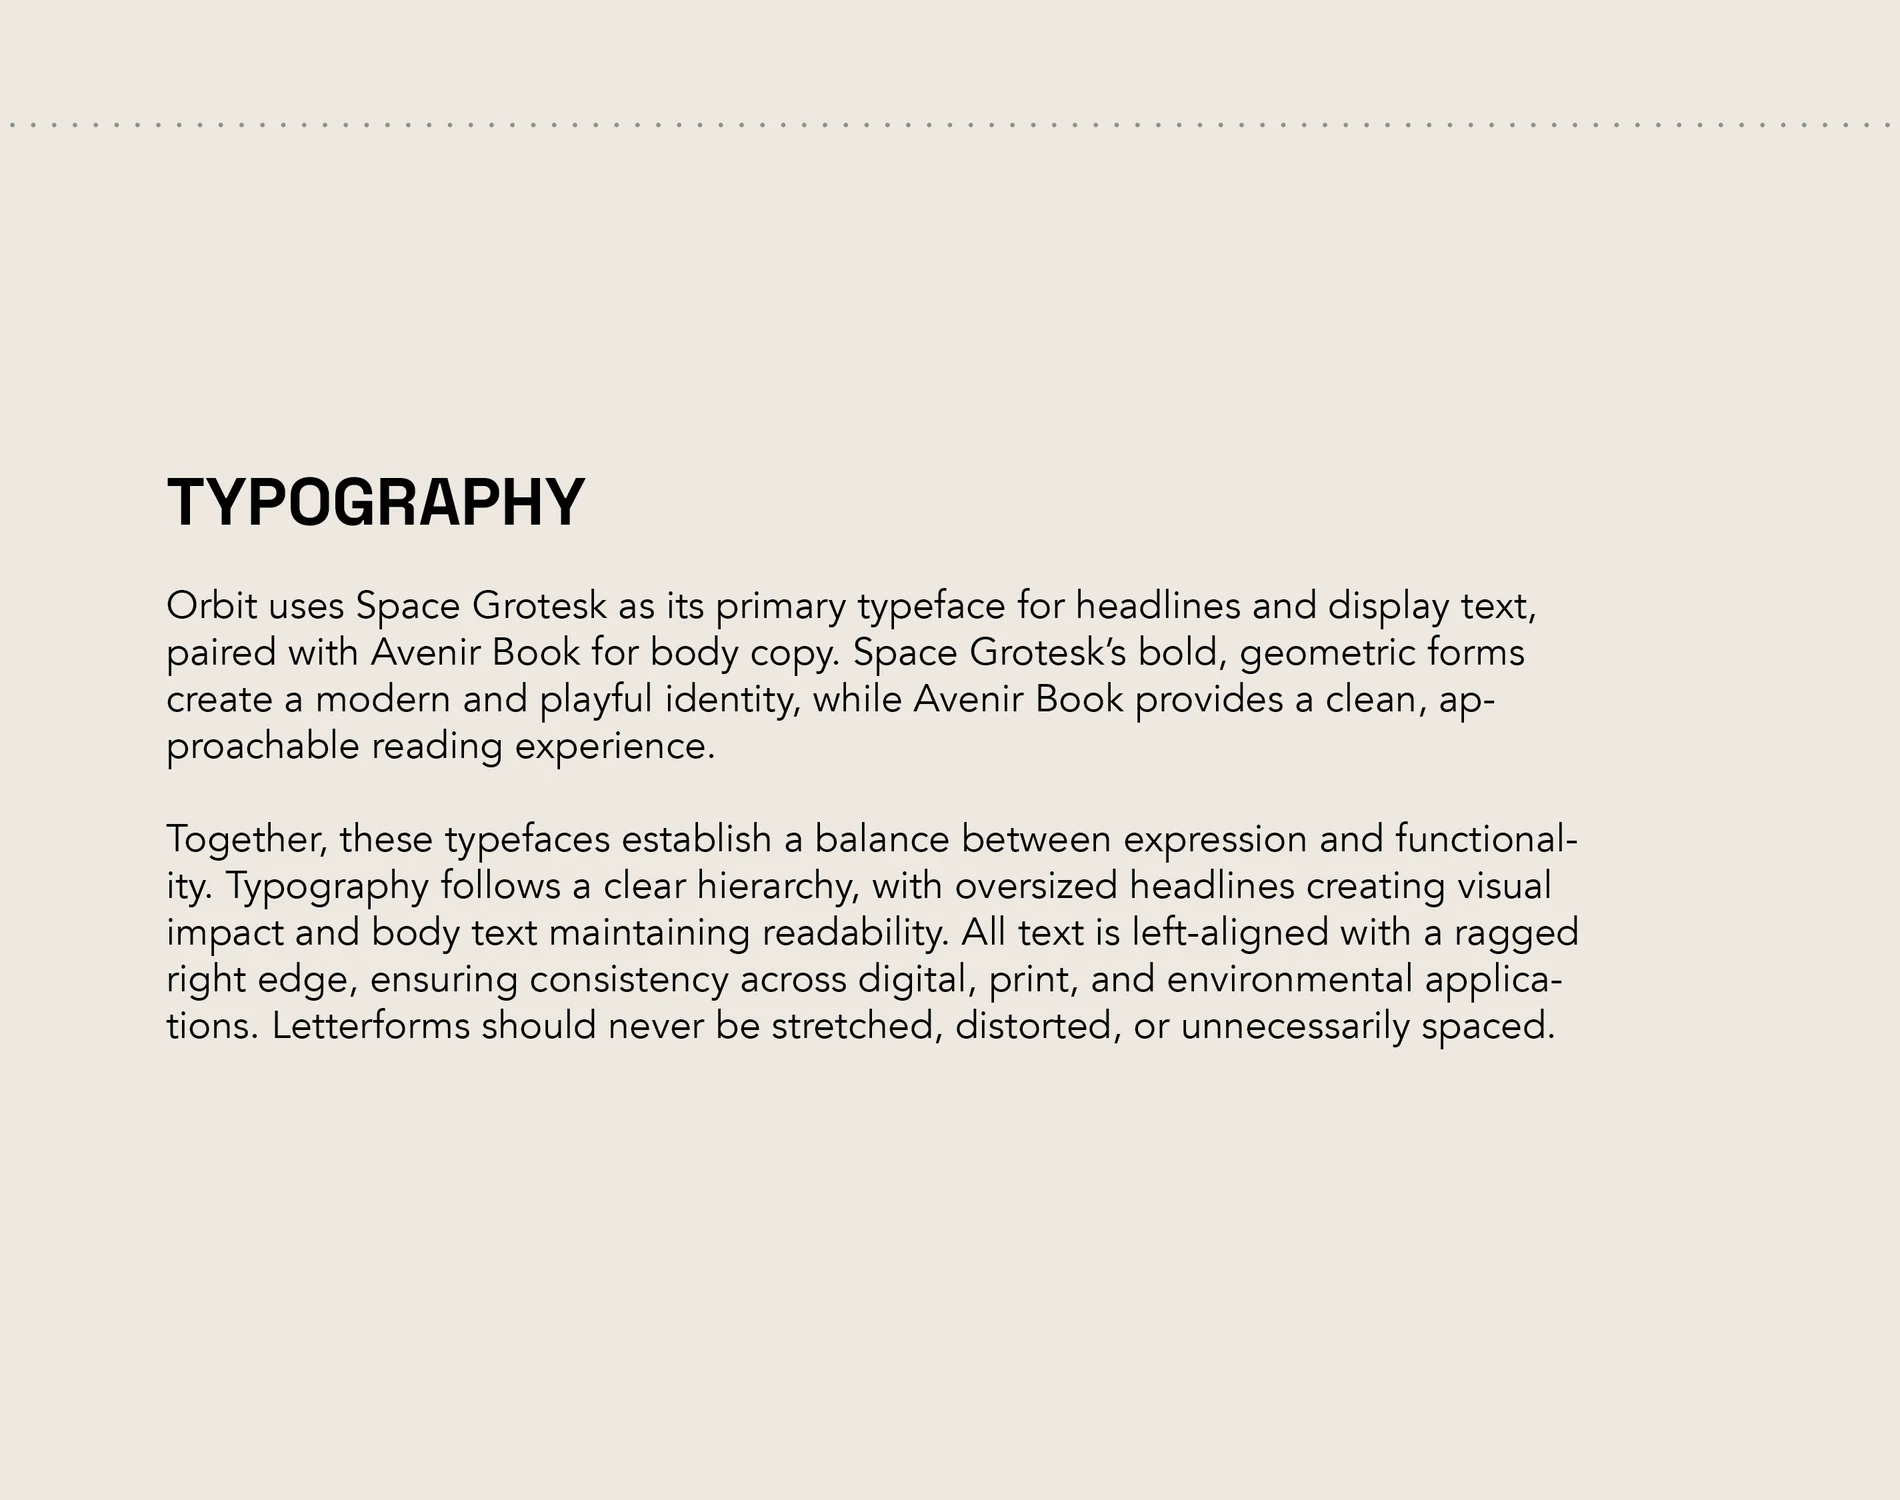 TYPOGRAPHY
Orbit uses Space Grotesk as its primary typeface for headlines and display text,
paired with Avenir Book for body copy. Space Grotesk’s bold, geometric forms
create a modern and playful identity, while Avenir Book provides a clean, ap-
proachable reading experience.
Together, these typefaces establish a balance between expression and functional-
ity. Typography follows a clear hierarchy, with oversized headlines creating visual
impact and body text maintaining readability. All text is left-aligned with a ragged
right edge, ensuring consistency across digital, print, and environmental applica-
tions. Letterforms should never be stretched, distorted, or unnecessarily spaced.